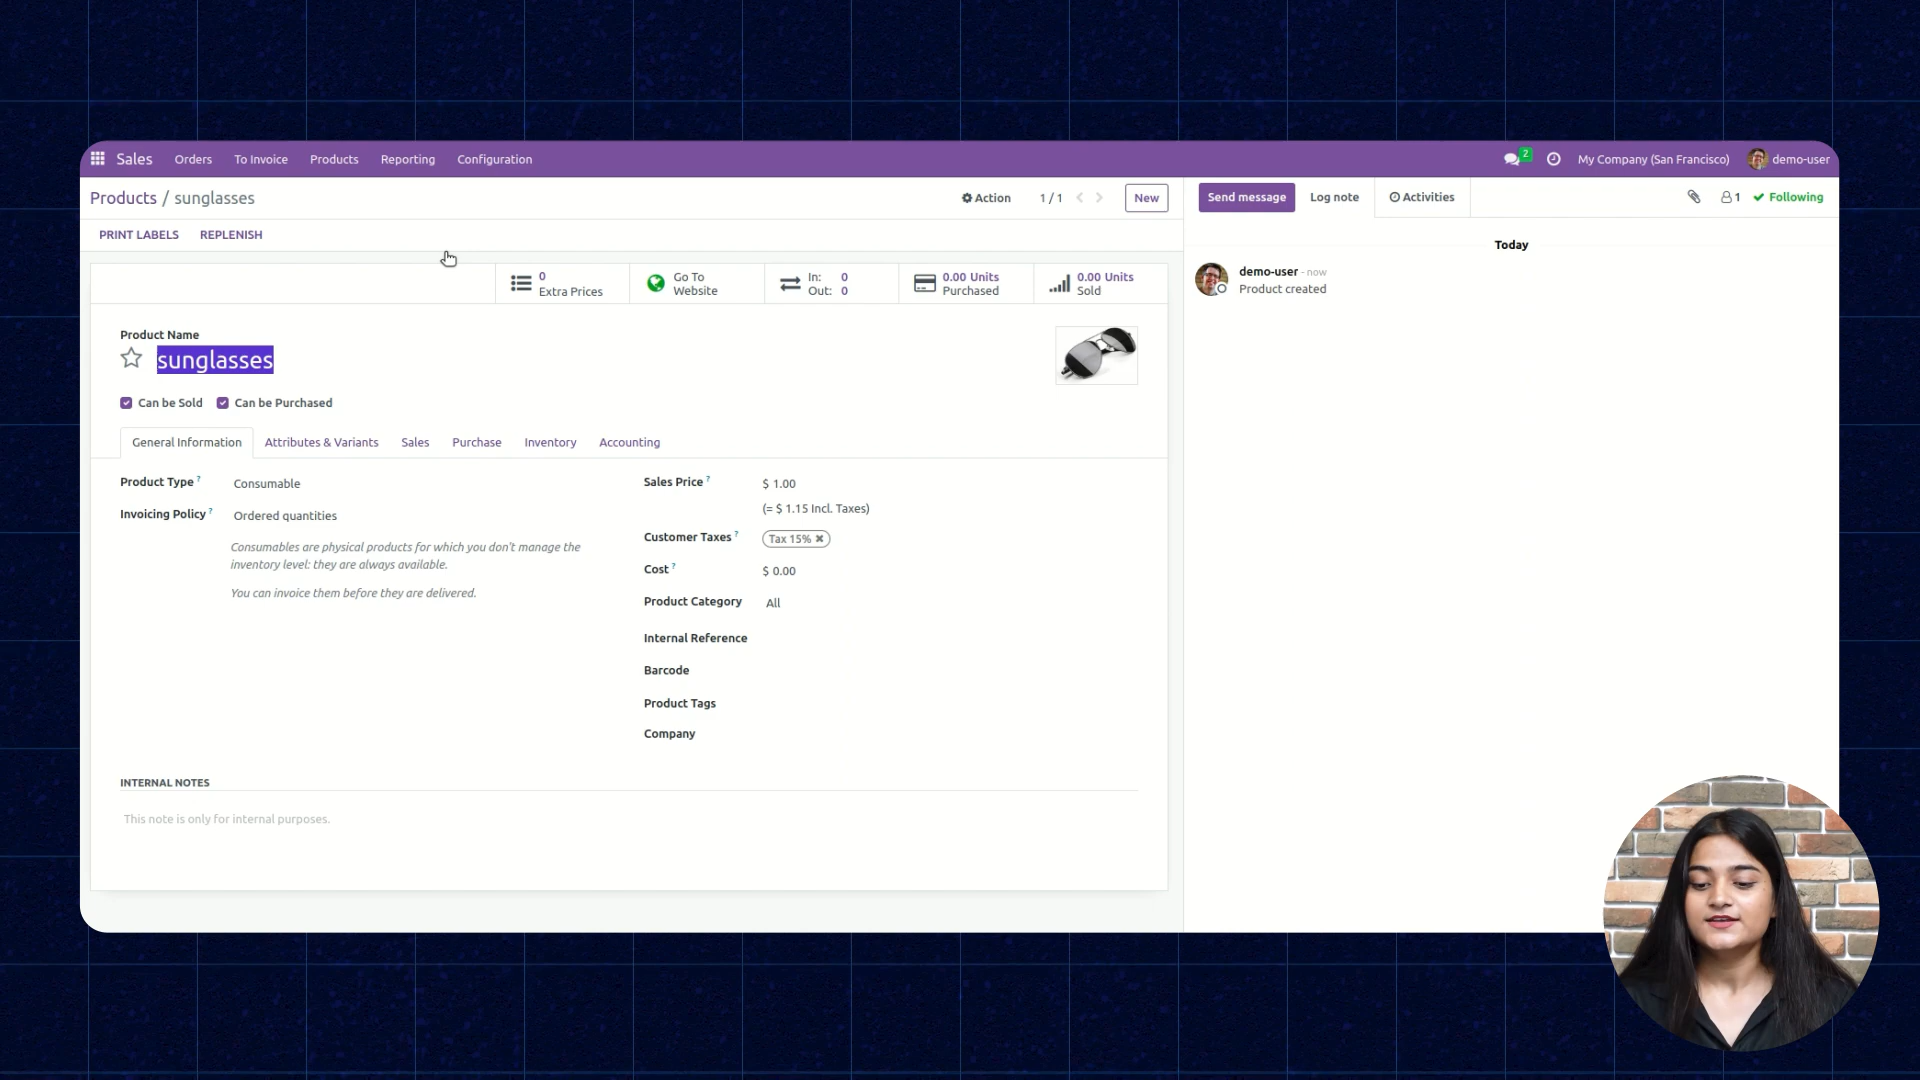 Sales Orders To Invoice Products Reporting Configuration 2 My Company (San Francisco) demo-user
Products / sunglasses Action 1 / 1 New
PRINT LABELS REPLENISH
0
Extra Prices
Go To
Website
In: 0
Out: 0
0.00 Units
Purchased
0.00 Units
Sold
Product Name
sunglasses
Can be Sold Can be Purchased
General Information Attributes & Variants Sales Purchase Inventory Accounting
Product Type ? Consumable
Invoicing Policy ? Ordered quantities
Consumables are physical products for which you don't manage the
inventory level: they are always available.
You can invoice them before they are delivered.
Sales Price ? $ 1.00
(= $ 1.15 Incl. Taxes)
Customer Taxes ? Tax 15% ✖
Cost ? $ 0.00
Product Category All
Internal Reference
Barcode
Product Tags
Company
INTERNAL NOTES
This note is only for internal purposes.
Send message Log note Activities 1 Following
Today
demo-user - now
Product created